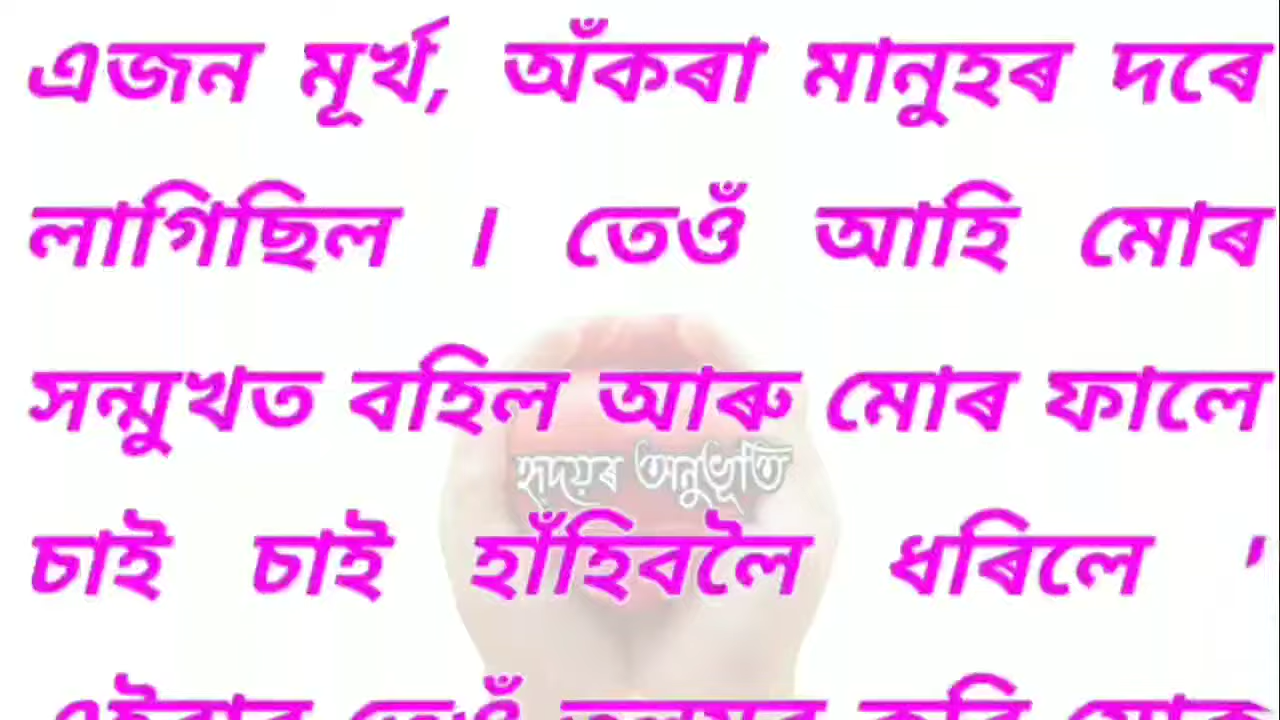 এজন মূৰ্খ, অঁকৰা মানুহৰ দৰে
লাগিছিল । তেওঁ আহি মোৰ
সন্মুখত বহিল আৰু মোৰ ফালে
হৃদয়ৰ অনুভূতি
চাই চাই হাঁহিবলৈ ধৰিলে '